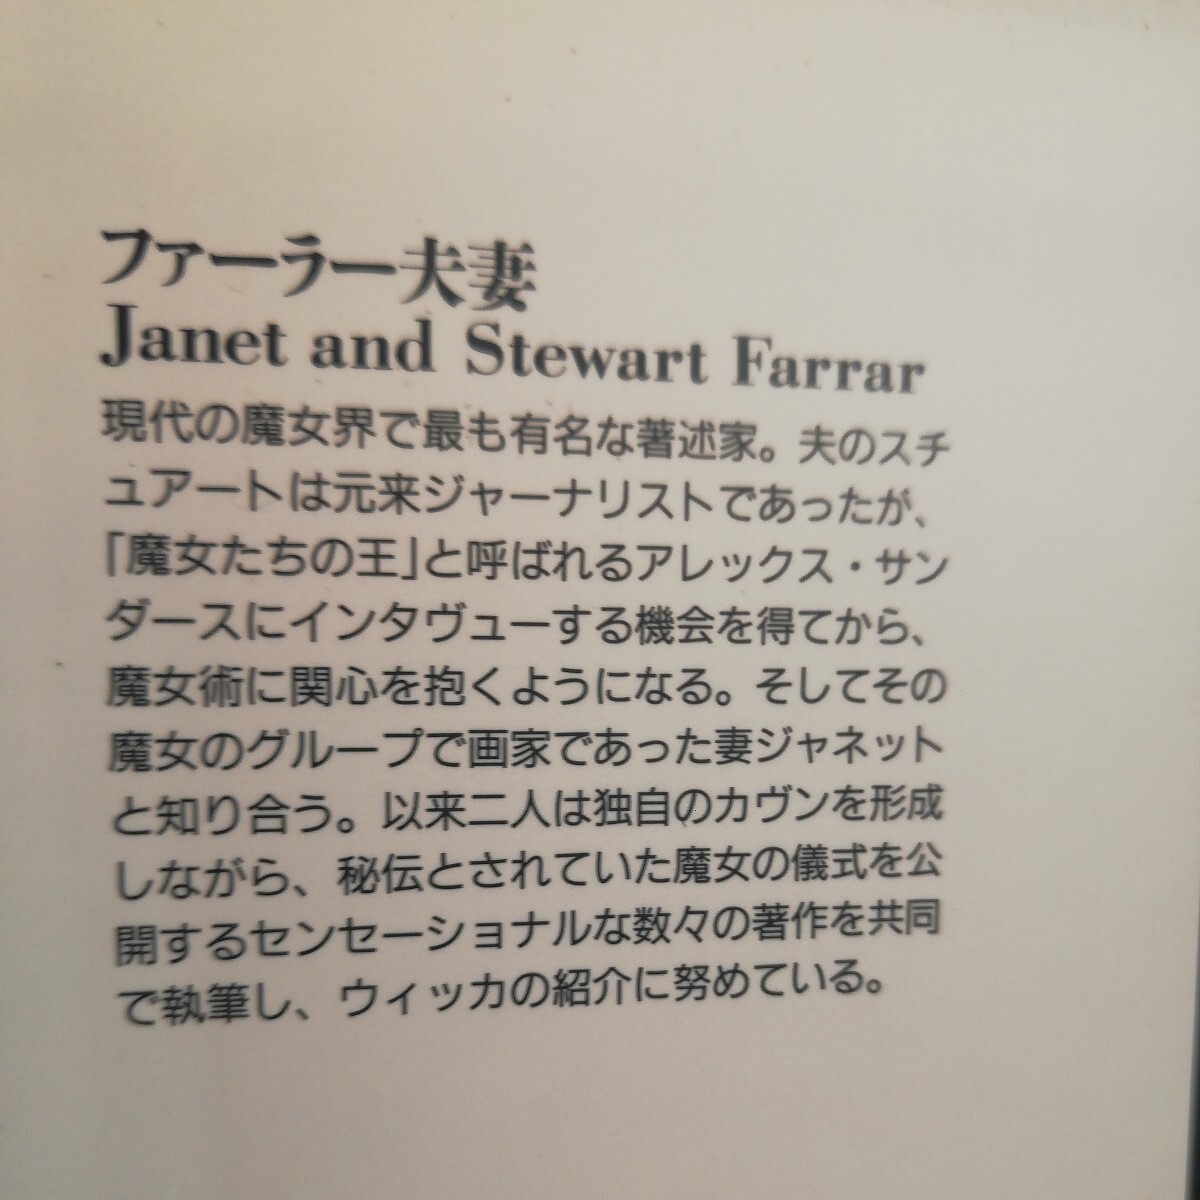 ファーラー夫妻
Janet and Stewart Farrar
現代の魔女界で最も有名な著述家。夫のスチ
ュアートは元来ジャーナリストであったが、
「魔女たちの王」と呼ばれるアレックス・サン
ダースにインタヴューする機会を得てから、
魔女術に関心を抱くようになる。そしてその
魔女のグループで画家であった妻ジャネット
と知り合う。以来二人は独自のカヴンを形成
しながら、秘伝とされていた魔女の儀式を公
開するセンセーショナルな数々の著作を共同
で執筆し、ウィッカの紹介に努めている。